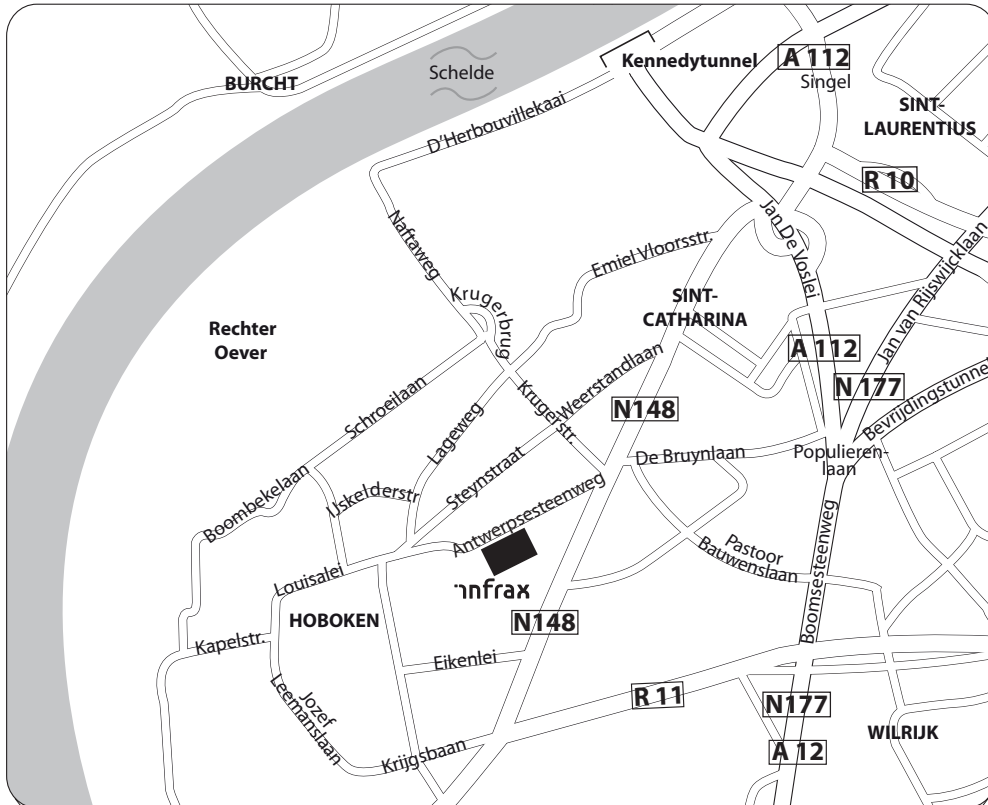 Kennedytunnel
A 112
Singel
Schelde
BURCHT
SINT-
LAURENTIUS
D'Herbouvillekaai
R 10
Naftaweg
Jan De Voslei
Emiel Vloorsstr.
Jan van Rijswijcklaan
Krugerbrug
SINT-
CATHARINA
Rechter
Oever
A 112
N 177
Weerstandlaan
Schroeilaan
Krugerstr.
Bevrijdingstunnel
N148
Lageweg
De Bruynlaan
Populieren-
laan
Steynstraat
IJskelderstr
Boombekelaan
Antwerpsesteenweg
Boomsesteenweg
Pastoor
Bauwenslaan
Louisalei
ınfrax
HOBOKEN
N148
Kapelstr.
Eikenlei
Jozef
Leemanslaan
R 11
N177
WILRIJK
Krijgsbaan
A 12